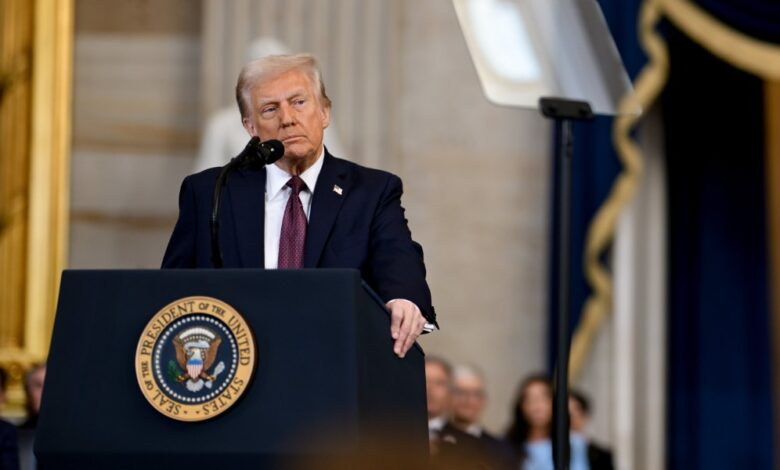 SEAL OF THE PRESIDENT OF THE UNITED STATES